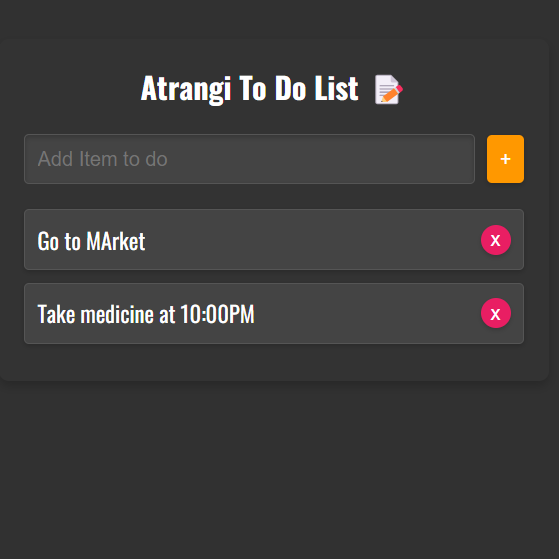 Atrangi To Do List 📝
Add Item to do
+
Go to MArket
X
Take medicine at 10:00PM
X